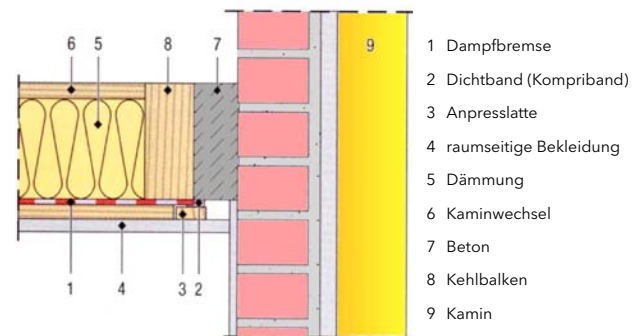 6 5 8 7
9
1 4 3 2
1 Dampfbremse
2 Dichtband (Kompriband)
3 Anpresslatte
4 raumseitige Bekleidung
5 Dämmung
6 Kaminwechsel
7 Beton
8 Kehlbalken
9 Kamin